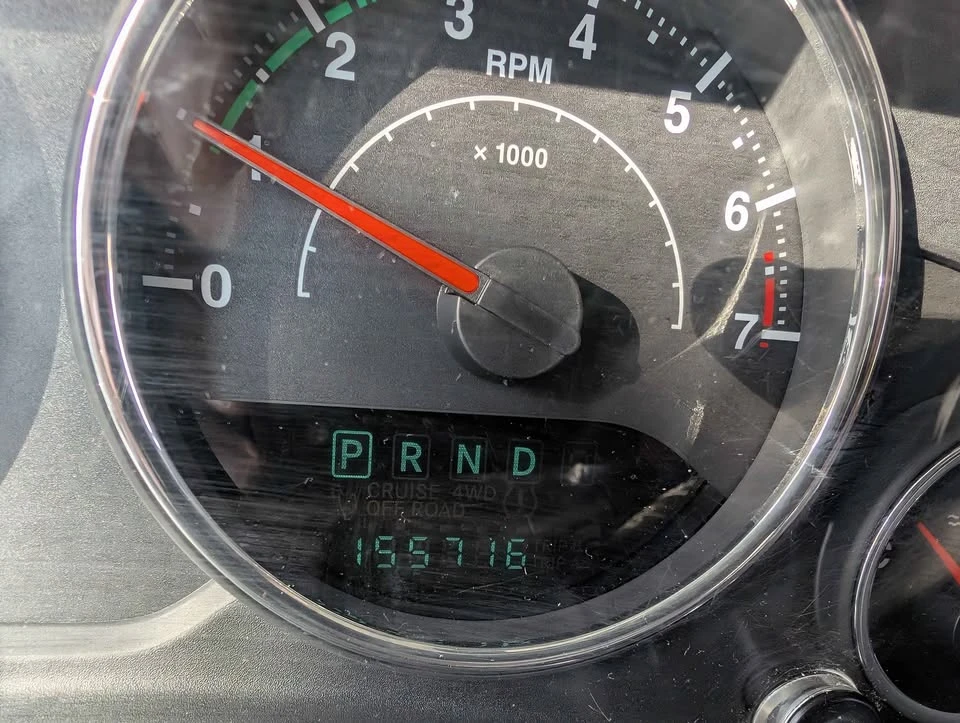 0 1 2 3 4 5 6 7
RPM
× 1000
P R N D
CRUISE 4WD
OFF ROAD
155716